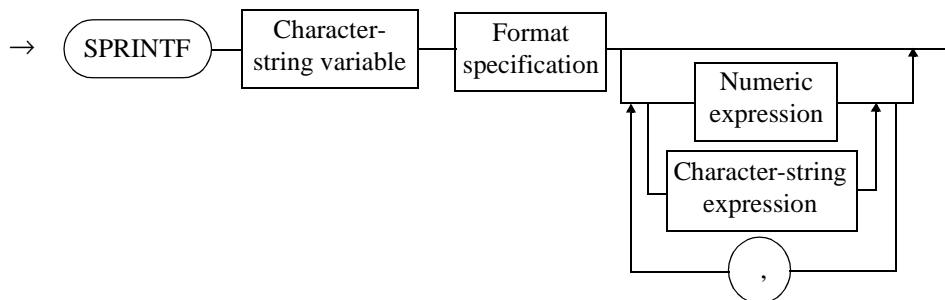 → SPRINTF
Character-
string variable
Format
specification
Numeric
expression
Character-string
expression
,